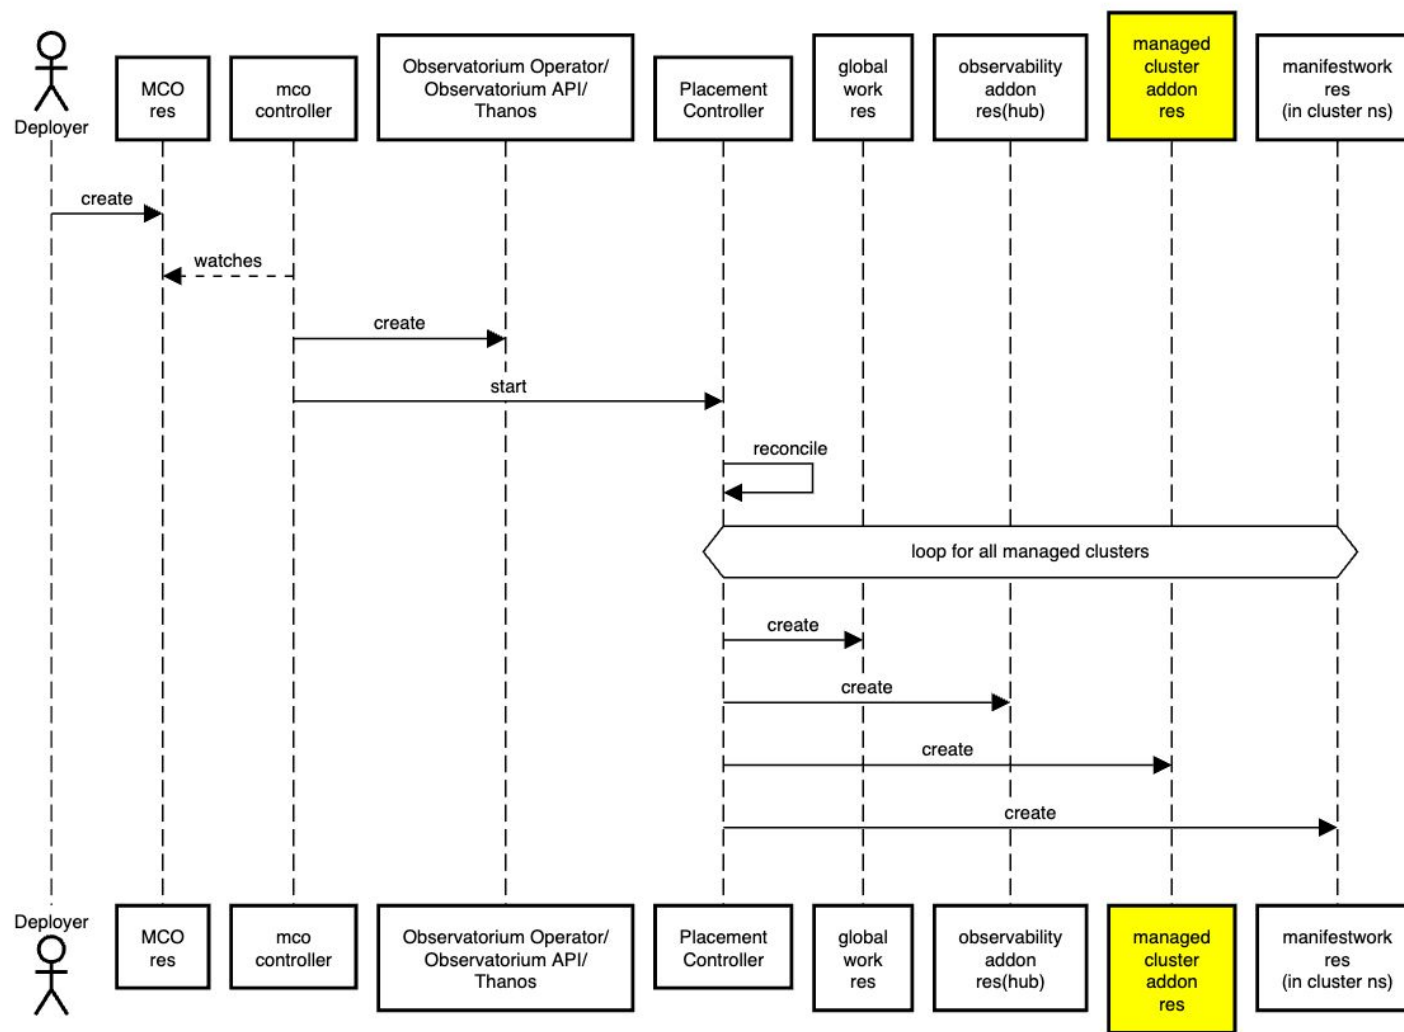 Deployer
MCO
res
mco
controller
Observatorium Operator/
Observatorium API/
Thanos
Placement
Controller
global
work
res
observability
addon
res(hub)
managed
cluster
addon
res
manifestwork
res
(in cluster ns)
create
watches
create
start
reconcile
loop for all managed clusters
create
create
create
create
Deployer
MCO
res
mco
controller
Observatorium Operator/
Observatorium API/
Thanos
Placement
Controller
global
work
res
observability
addon
res(hub)
managed
cluster
addon
res
manifestwork
res
(in cluster ns)